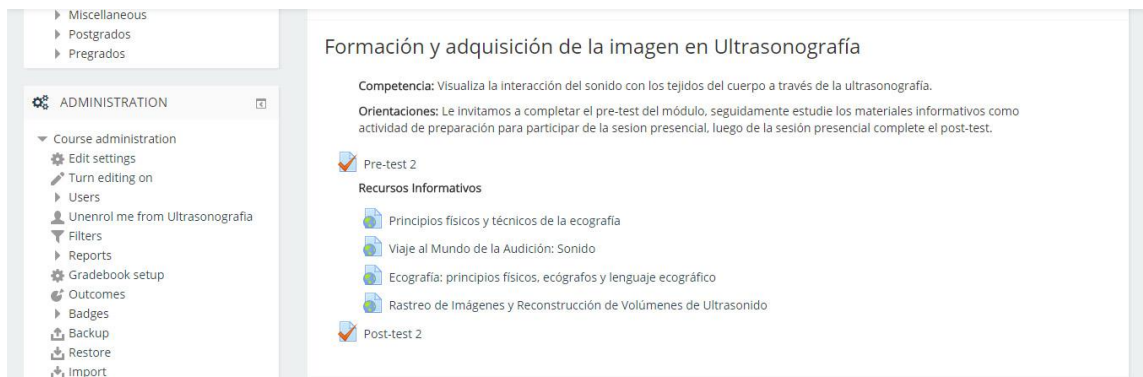 Miscellaneous
Postgrados
Pregrados
ADMINISTRATION
Course administration
Edit settings
Turn editing on
Users
Unenrol me from Ultrasonografia
Filters
Reports
Gradebook setup
Outcomes
Badges
Backup
Restore
Import
Formación y adquisición de la imagen en Ultrasonografía
Competencia: Visualiza la interacción del sonido con los tejidos del cuerpo a través de la ultrasonografía.
Orientaciones: Le invitamos a completar el pre-test del módulo, seguidamente estudie los materiales informativos como
actividad de preparación para participar de la sesion presencial, luego de la sesión presencial complete el post-test.
Pre-test 2
Recursos Informativos
Principios físicos y técnicos de la ecografía
Viaje al Mundo de la Audición: Sonido
Ecografía: principios físicos, ecógrafos y lenguaje ecográfico
Rastreo de Imágenes y Reconstrucción de Volúmenes de Ultrasonido
Post-test 2